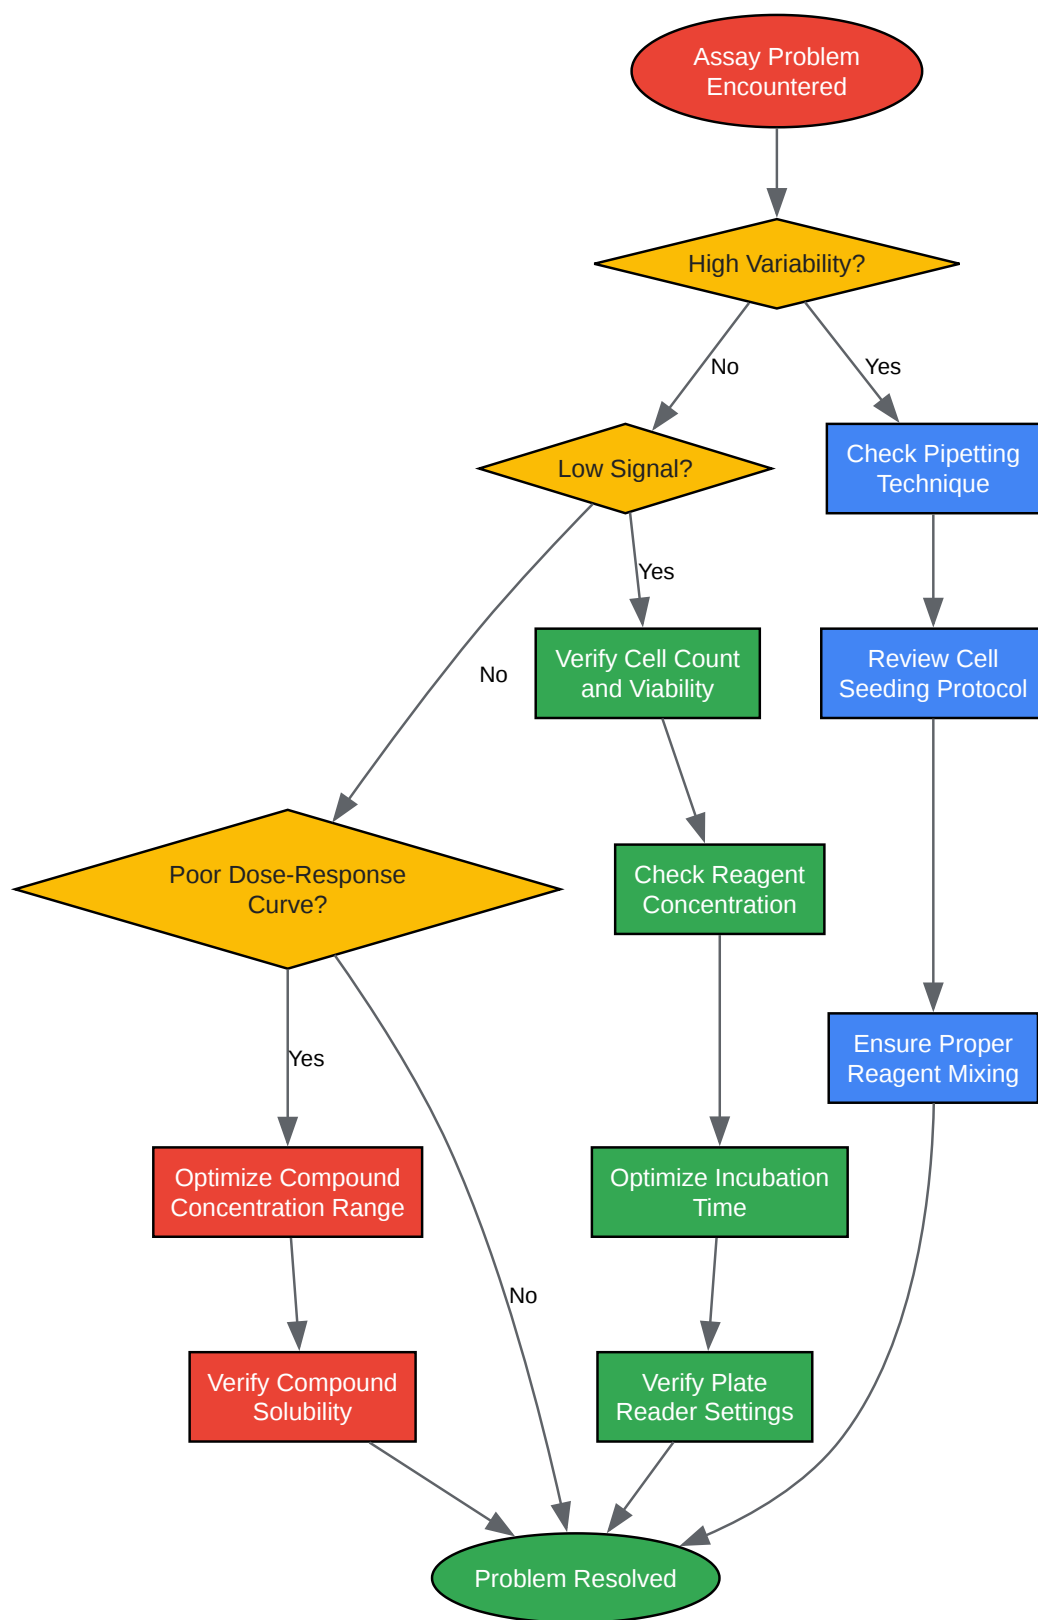 Assay Problem
Encountered
High Variability?
No
Yes
Low Signal?
Check Pipetting
Technique
Yes
No
Verify Cell Count
and Viability
Review Cell
Seeding Protocol
Poor Dose-Response
Curve?
Check Reagent
Concentration
Yes
Ensure Proper
Reagent Mixing
Optimize Compound
Concentration Range
Optimize Incubation
Time
No
Verify Compound
Solubility
Verify Plate
Reader Settings
Problem Resolved